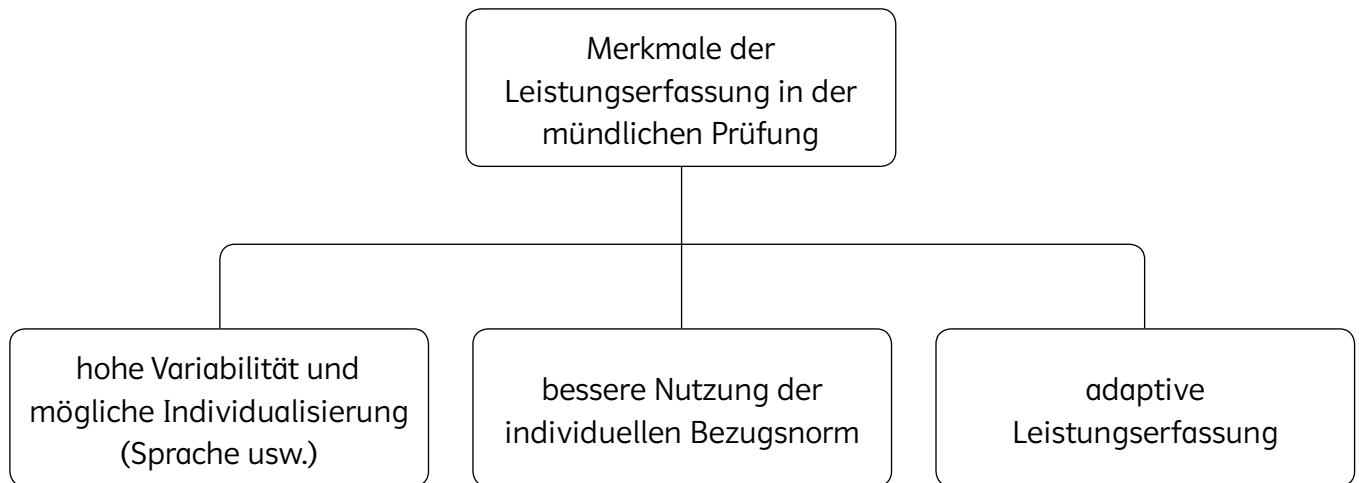 Merkmale der
Leistungserfassung in der
mündlichen Prüfung
hohe Variabilität und
mögliche Individualisierung
(Sprache usw.)
bessere Nutzung der
individuellen Bezugsnorm
adaptive
Leistungserfassung